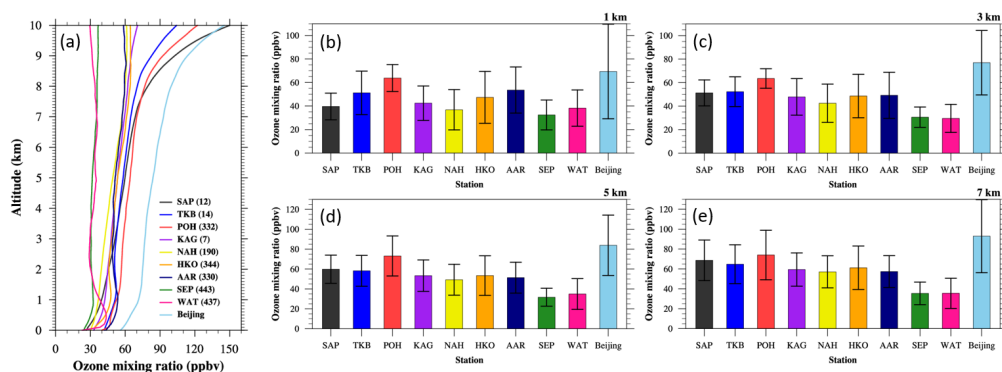 (a)
Altitude (km)
10
9
8
7
6
5
4
3
2
1
0
SAP (12)
TKB (14)
POH (332)
KAG (7)
NAH (190)
HKO (344)
AAR (330)
SEP (443)
WAT (437)
Beijing
0 30 60 90 120 150
Ozone mixing ratio (ppbv)
1 km
(b)
Ozone mixing ratio (ppbv)
100
80
60
40
20
0
SAP TKB POH KAG NAH HKO AAR SEP WAT Beijing
Station
3 km
(c)
Ozone mixing ratio (ppbv)
100
80
60
40
20
0
SAP TKB POH KAG NAH HKO AAR SEP WAT Beijing
Station
5 km
(d)
Ozone mixing ratio (ppbv)
120
100
80
60
40
20
0
SAP TKB POH KAG NAH HKO AAR SEP WAT Beijing
Station
7 km
(e)
Ozone mixing ratio (ppbv)
120
100
80
60
40
20
0
SAP TKB POH KAG NAH HKO AAR SEP WAT Beijing
Station